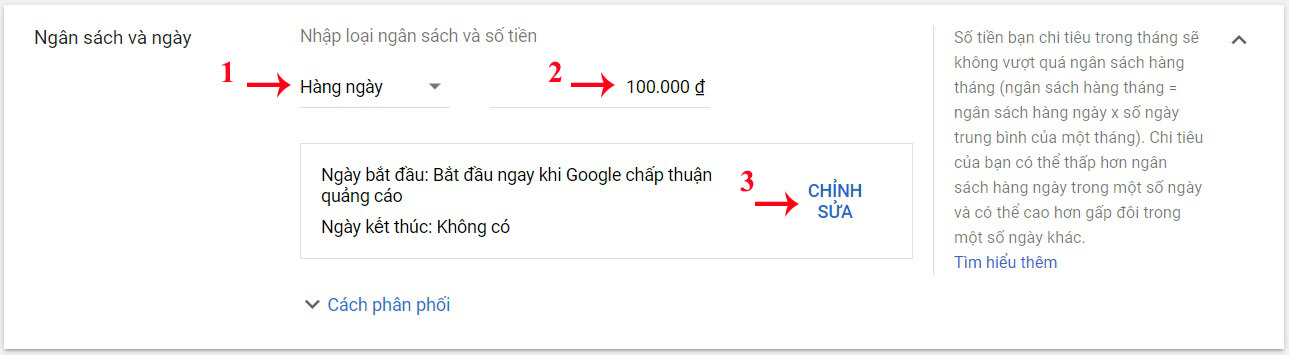 Ngân sách và ngày
Nhập loại ngân sách và số tiền
1
Hàng ngày
2
100.000 ₫
Ngày bắt đầu: Bắt đầu ngay khi Google chấp thuận
quảng cáo
Ngày kết thúc: Không có
3
CHỈNH
SỬA
Cách phân phối
Số tiền bạn chi tiêu trong tháng sẽ
không vượt quá ngân sách hàng
tháng (ngân sách hàng tháng =
ngân sách hàng ngày x số ngày
trung bình của một tháng). Chi tiêu
của bạn có thể thấp hơn ngân
sách hàng ngày trong một số ngày
và có thể cao hơn gấp đôi trong
một số ngày khác.
Tìm hiểu thêm